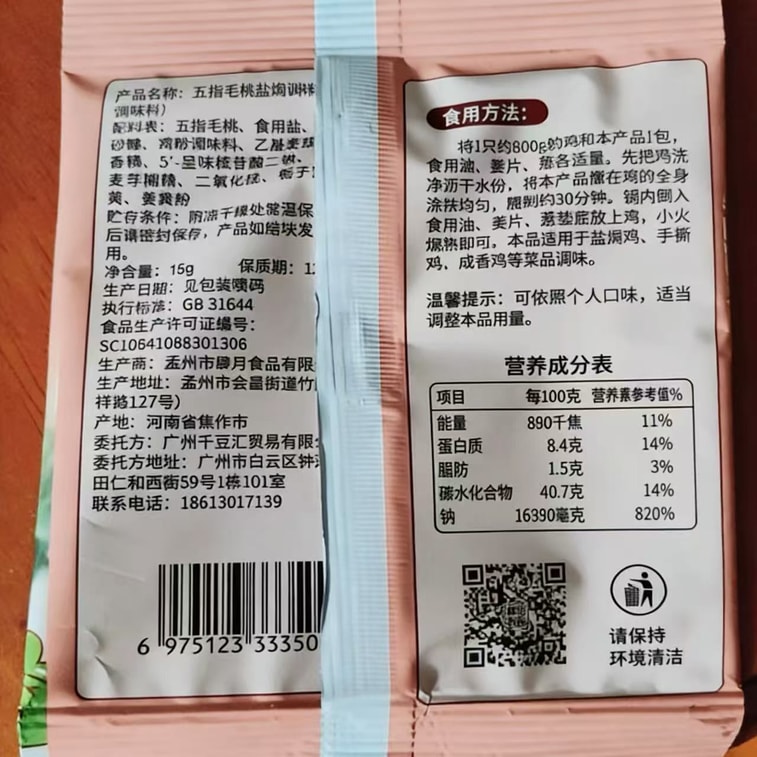 产品名称：五指毛桃盐焗调味
调味料）
配料表：五指毛桃、食用盐、
砂糖、鸡粉调味料、乙基麦芽
香精、5'-呈味核苷酸二钠、
麦芽糊精、二氧化硅、栀子
黄、姜黄粉
贮存条件：阴凉干燥处常温保
后请密封保存，产品如结块发
用。
净含量：15g 保质期：1
生产日期：见包装喷码
执行标准：GB 31644
食品生产许可证编号：
SC10641088301306
生产商：孟州市 月食品有限
生产地址：孟州市会昌街道竹
祥路127号）
产地：河南省焦作市
委托方：广州千豆汇贸易有限
委托方地址：广州市白云区钟
田仁和西街59号1栋101室
联系电话：18613017139
6 975123 33350
食用方法：
将1只约800g的鸡和本产品1包，
食用油、姜片、葱各适量。先把鸡洗
净沥干水份，将本产品撒在鸡的全身
涂抹均匀，腌制约30分钟。锅内倒入
食用油、姜片、葱垫底放上鸡，小火
焗熟即可。本品适用于盐焗鸡、手撕
鸡、咸香鸡等菜品调味。
温馨提示：可依照个人口味，适当
调整本品用量。
营养成分表
项目 每100克 营养素参考值%
能量 890千焦 11%
蛋白质 8.4克 14%
脂肪 1.5克 3%
碳水化合物 40.7克 14%
钠 16390毫克 820%
请保持
环境清洁